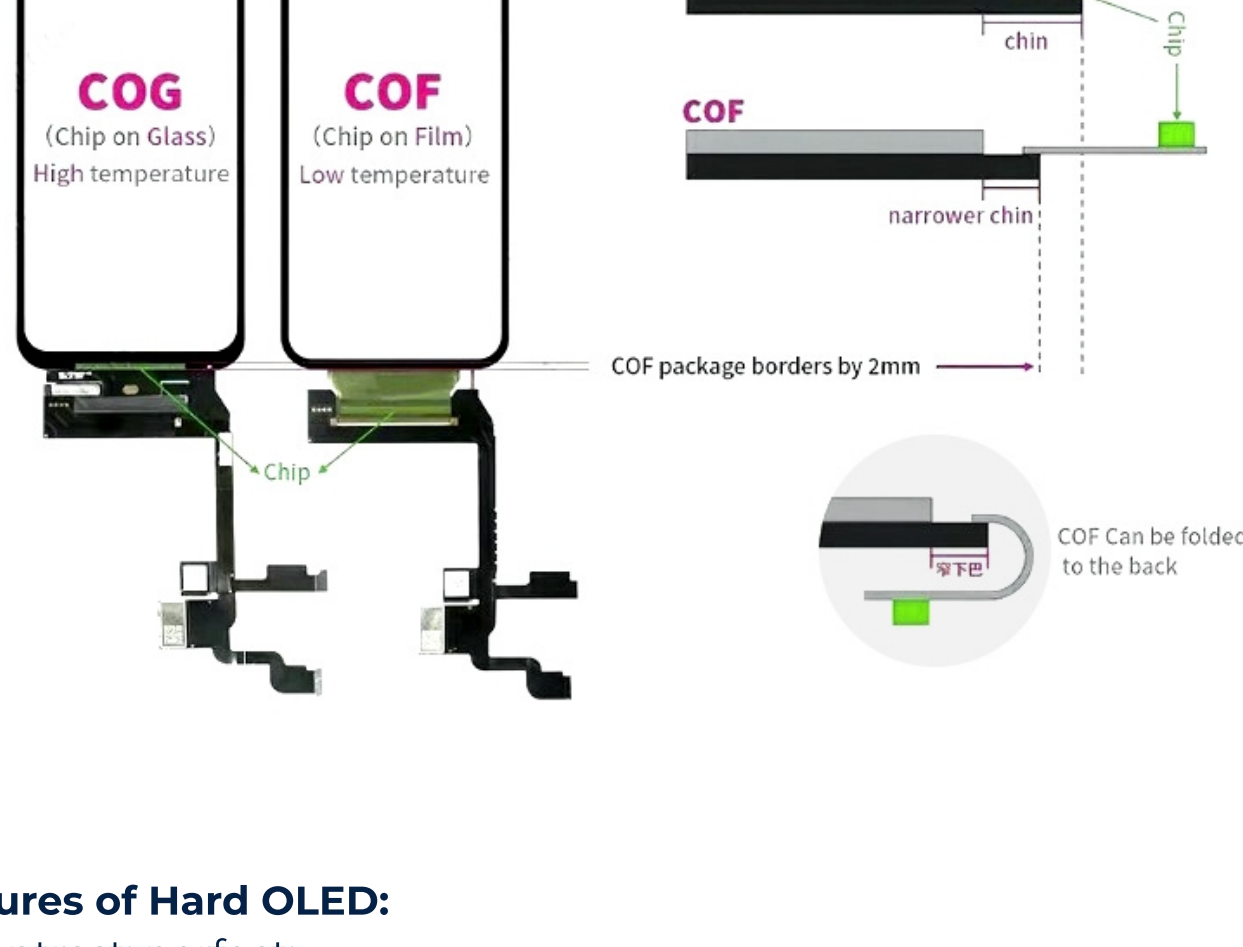 COG
（Chip on Glass）
High temperature
COF
（Chip on Film）
Low temperature
Chip
chin
Chip
COF
narrower chin
COF package borders by 2mm
窄下巴
COF Can be folded
to the back
ures of Hard OLED: